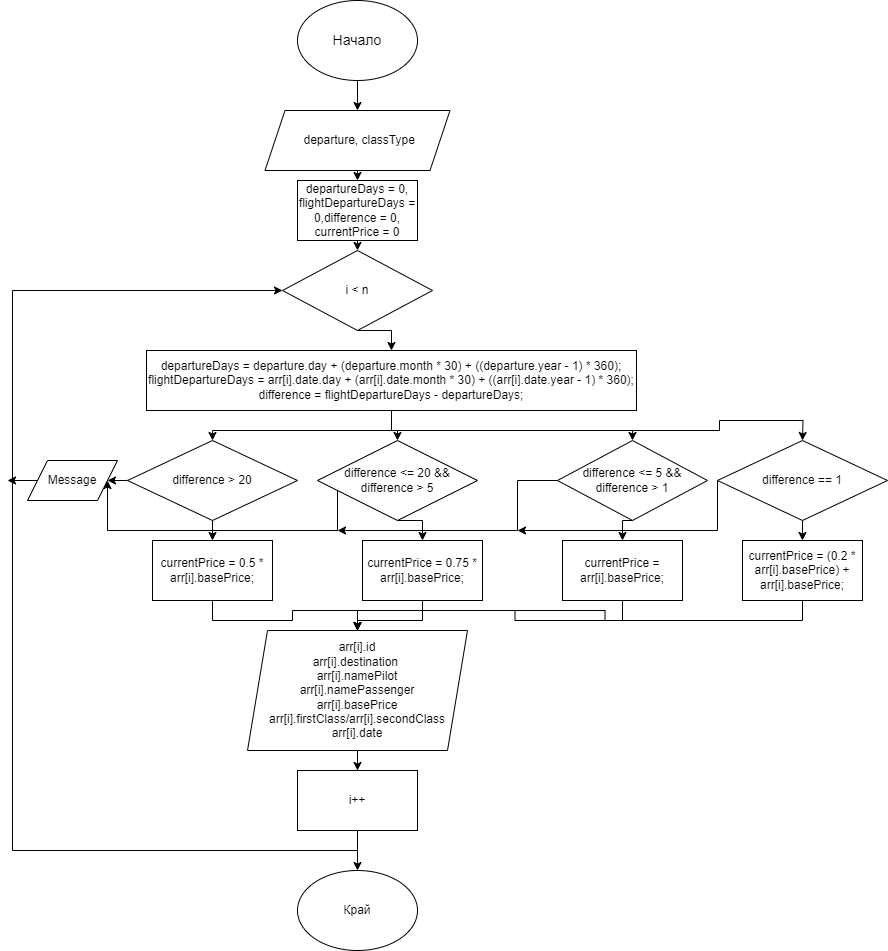 Начало
departure, classType
departureDays = 0,
flightDepartureDays =
0,difference = 0,
currentPrice = 0
i < n
departureDays = departure.day + (departure.month * 30) + ((departure.year - 1) * 360);
flightDepartureDays = arr[i].date.day + (arr[i].date.month * 30) + ((arr[i].date.year - 1) * 360);
difference = flightDepartureDays - departureDays;
Message
difference > 20
difference <= 20 &&
difference > 5
difference <= 5 &&
difference > 1
difference == 1
currentPrice = 0.5 *
arr[i].basePrice;
currentPrice = 0.75 *
arr[i].basePrice;
currentPrice =
arr[i].basePrice;
currentPrice = (0.2 *
arr[i].basePrice) +
arr[i].basePrice;
arr[i].id
arr[i].destination
arr[i].namePilot
arr[i].namePassenger
arr[i].basePrice
arr[i].firstClass/arr[i].secondClass
arr[i].date
i++
Край